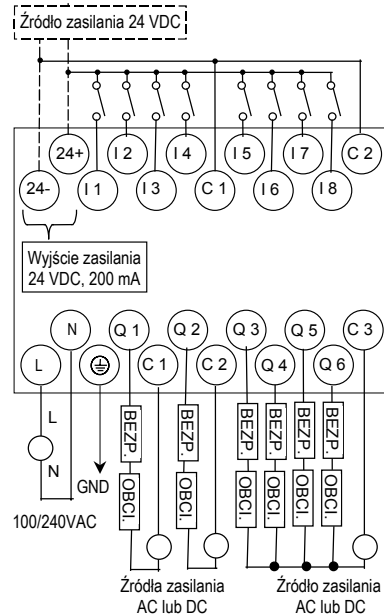 Źródło zasilania 24 VDC
24+ I 2 I 4 I 5 I 7 C 2
24- I 1 I 3 C 1 I 6 I 8
Wyjście zasilania
24 VDC, 200 mA
N Q 1 Q 2 Q 3 Q 5 C 3
L C 1 C 2 Q 4 Q 6
L
N
GND
100/240VAC
BEZP. BEZP. BEZP. BEZP. BEZP. BEZP.
OBCI. OBCI. OBCI. OBCI. OBCI. OBCI.
Źródła zasilania
AC lub DC
Źródło zasilania
AC lub DC